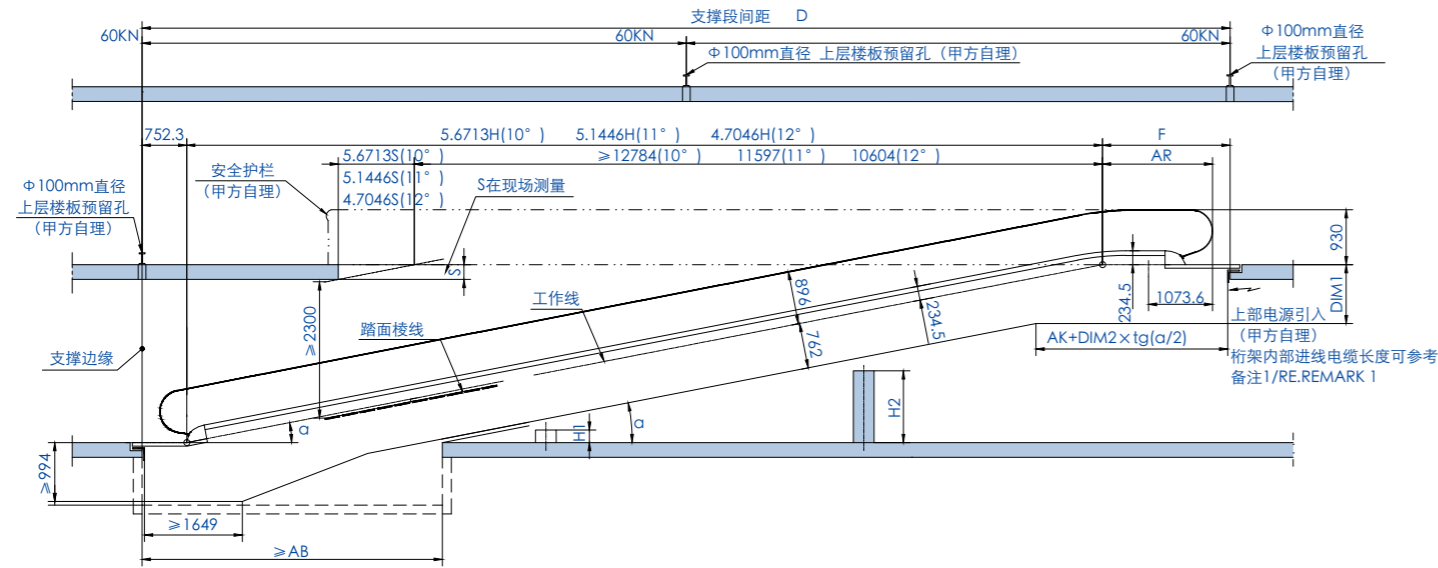 支撑段间距 D
60KN
60KN
60KN
Φ100mm直径 上层楼板预留孔（甲方自理）
Φ100mm直径
上层楼板预留孔
（甲方自理）
752.3
5.6713H(10°) 5.1446H(11°) 4.7046H(12°)
F
5.6713S(10°)
5.1446S(11°)
4.7046S(12°)
≥12784(10°) 11597(11°) 10604(12°)
AR
安全护栏
（甲方自理）
S在现场测量
Φ100mm直径
上层楼板预留孔
（甲方自理）
930
S
DIM1
234.5
1073.6
≥2300
工作线
踏面棱线
896
762
234.5
上部电源引入
（甲方自理）
桁架内部进线电缆长度可参考
备注1/RE.REMARK 1
AK+DIM2×tg(a/2)
支撑边缘
a
a
H1
H2
≥994
≥1649
≥AB